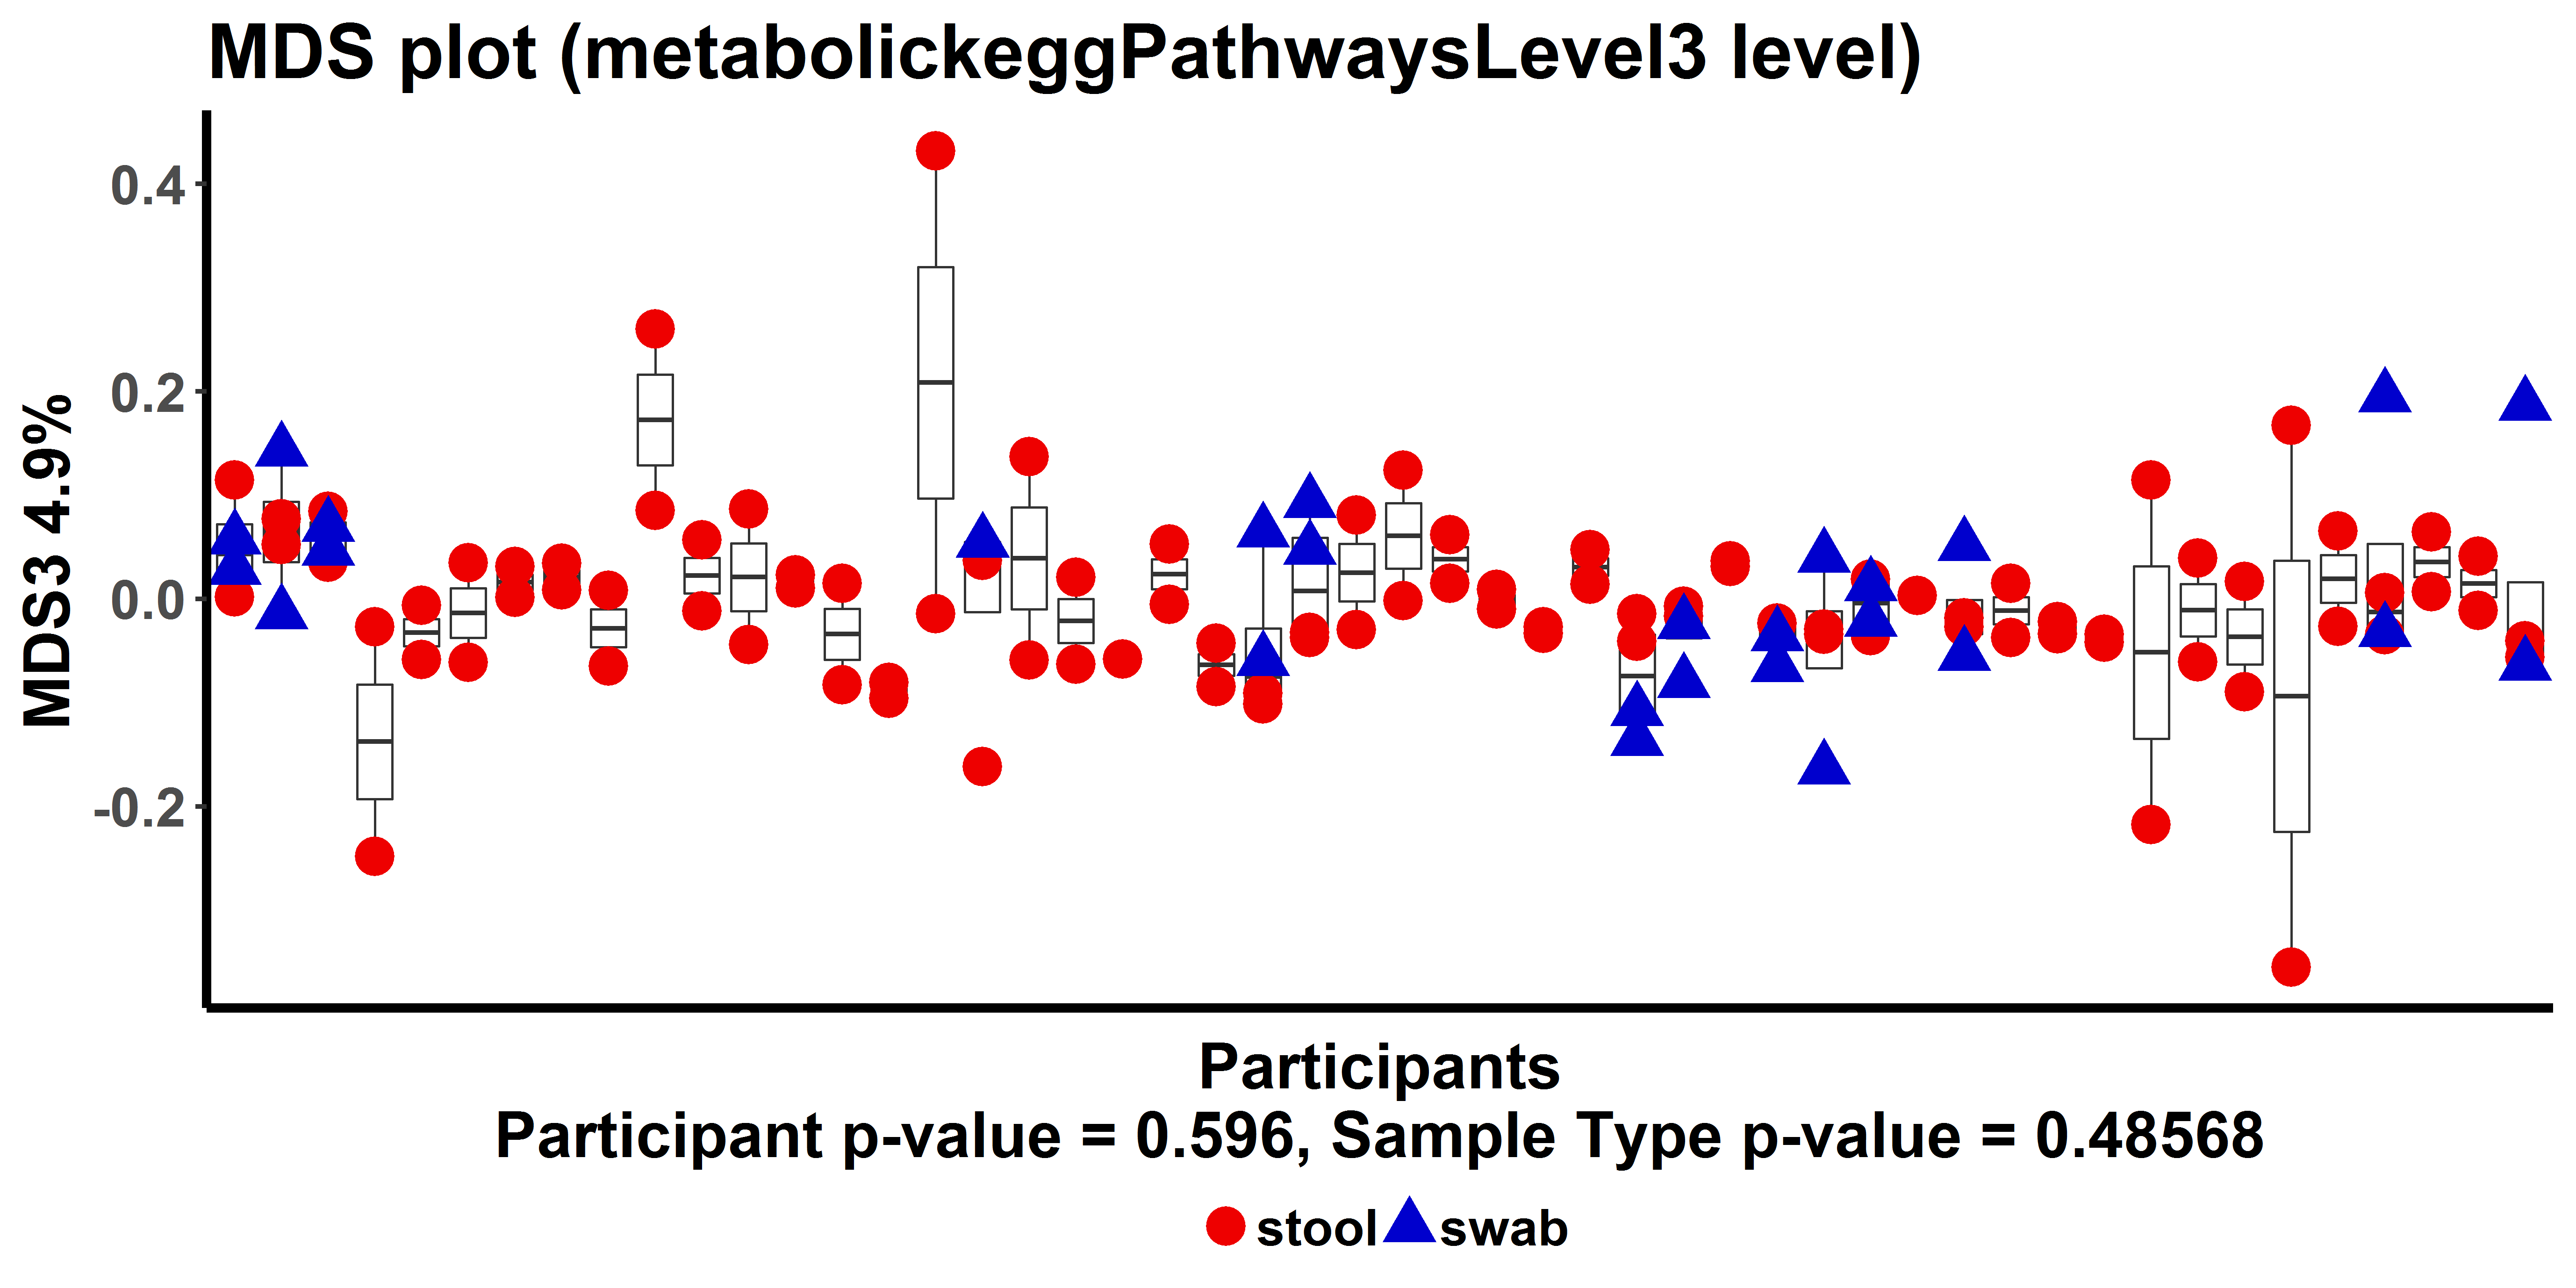 MDS plot (metabolickeggPathwaysLevel3 level)
MDS3 4.9%
0.4
0.2
0.0
-0.2
Participants
Participant p-value = 0.596, Sample Type p-value = 0.48568
stool swab